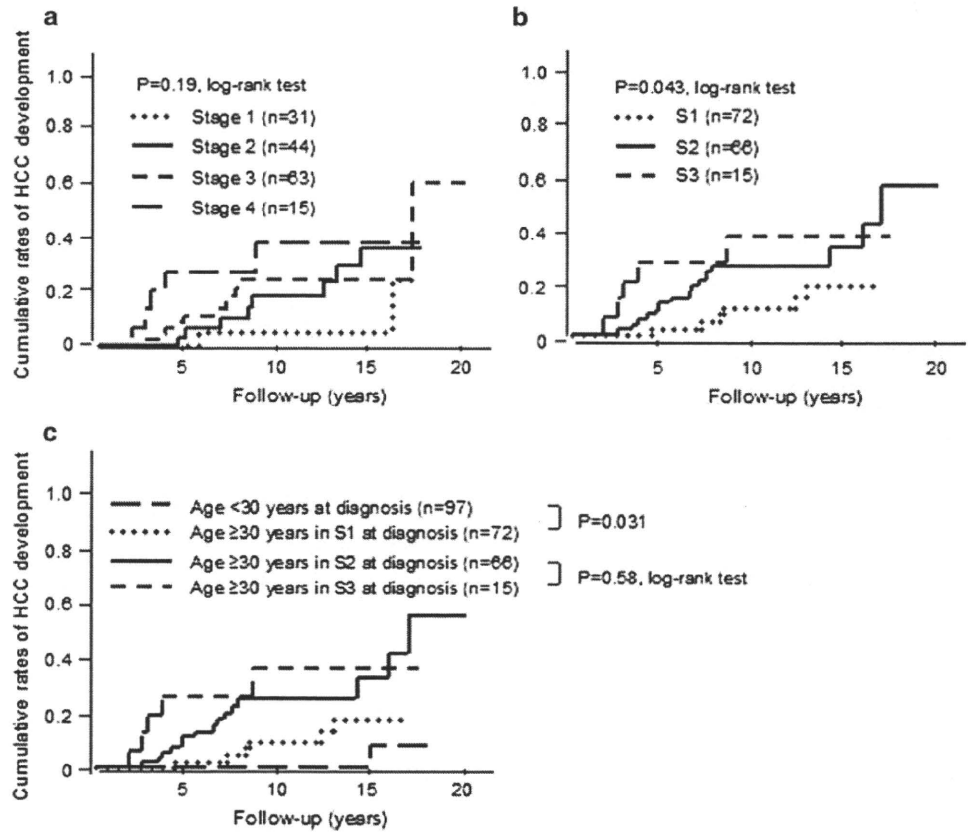 a
Cumulative rates of HCC development
1.0
0.8
0.6
0.4
0.2
0
P=0.19, log-rank test
Stage 1 (n=31)
Stage 2 (n=44)
Stage 3 (n=63)
Stage 4 (n=15)
5 10 15 20
Follow-up (years)
b
1.0
0.8
0.6
0.4
0.2
0
P=0.043, log-rank test
S1 (n=72)
S2 (n=66)
S3 (n=15)
5 10 15 20
Follow-up (years)
c
Cumulative rates of HCC development
1.0
0.8
0.6
0.4
0.2
0
Age <30 years at diagnosis (n=97)
Age ≥30 years in S1 at diagnosis (n=72)
Age ≥30 years in S2 at diagnosis (n=66)
Age ≥30 years in S3 at diagnosis (n=15)
P=0.031
P=0.58, log-rank test
5 10 15 20
Follow-up (years)